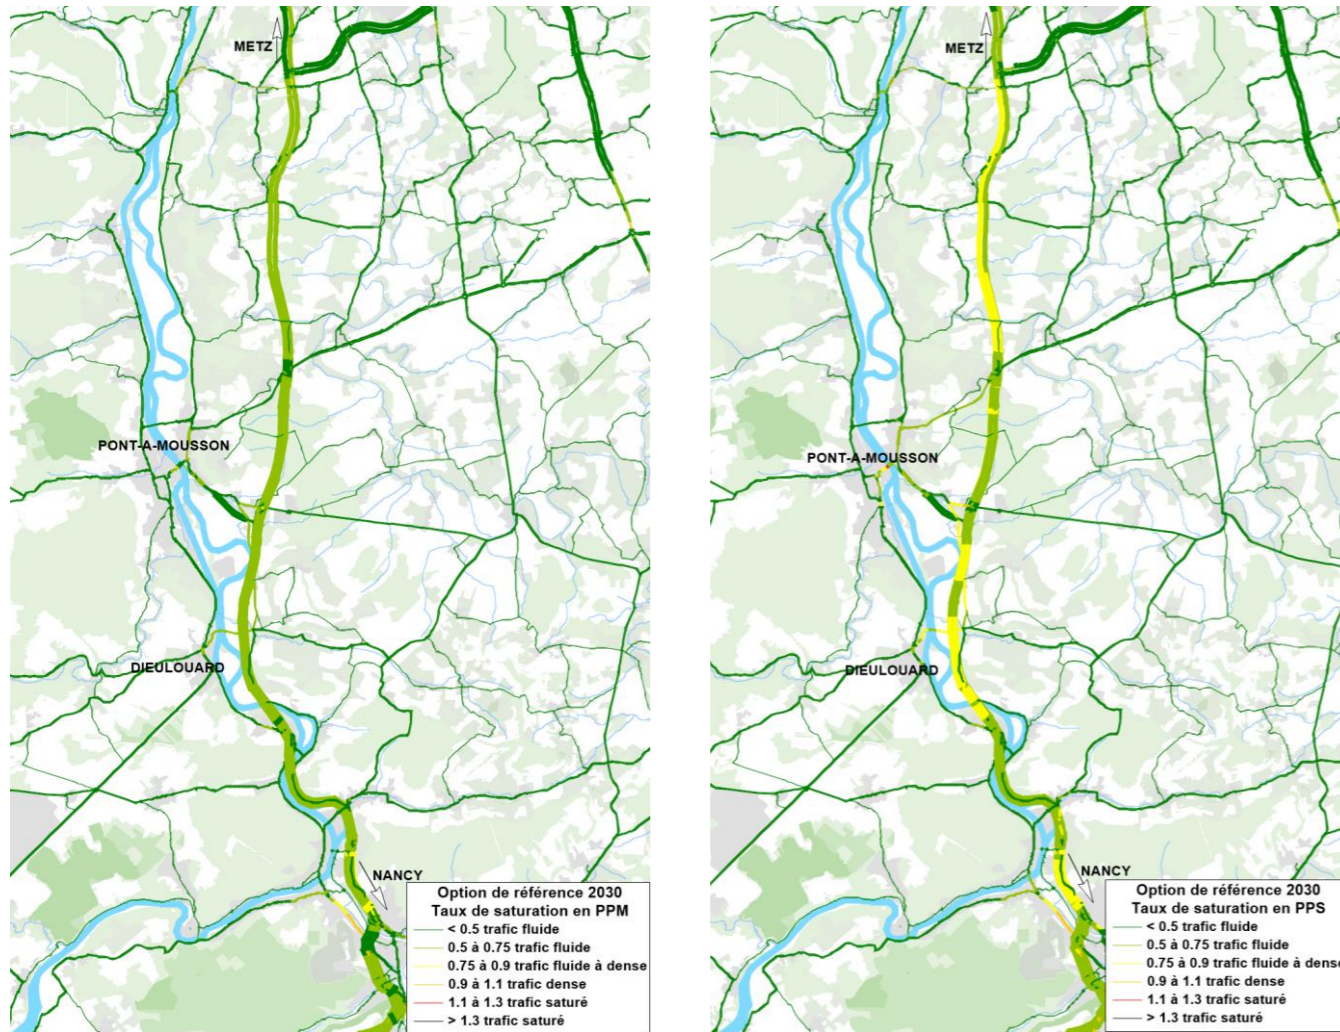 METZ
PONT-A-MOUSSON
DIEULOUARD
NANCY
Option de référence 2030
Taux de saturation en PPM
< 0.5 trafic fluide
0.5 à 0.75 trafic fluide
0.75 à 0.9 trafic fluide à dense
0.9 à 1.1 trafic dense
1.1 à 1.3 trafic saturé
> 1.3 trafic saturé
METZ
PONT-A-MOUSSON
DIEULOUARD
NANCY
Option de référence 2030
Taux de saturation en PPS
< 0.5 trafic fluide
0.5 à 0.75 trafic fluide
0.75 à 0.9 trafic fluide à dense
0.9 à 1.1 trafic dense
1.1 à 1.3 trafic saturé
> 1.3 trafic saturé